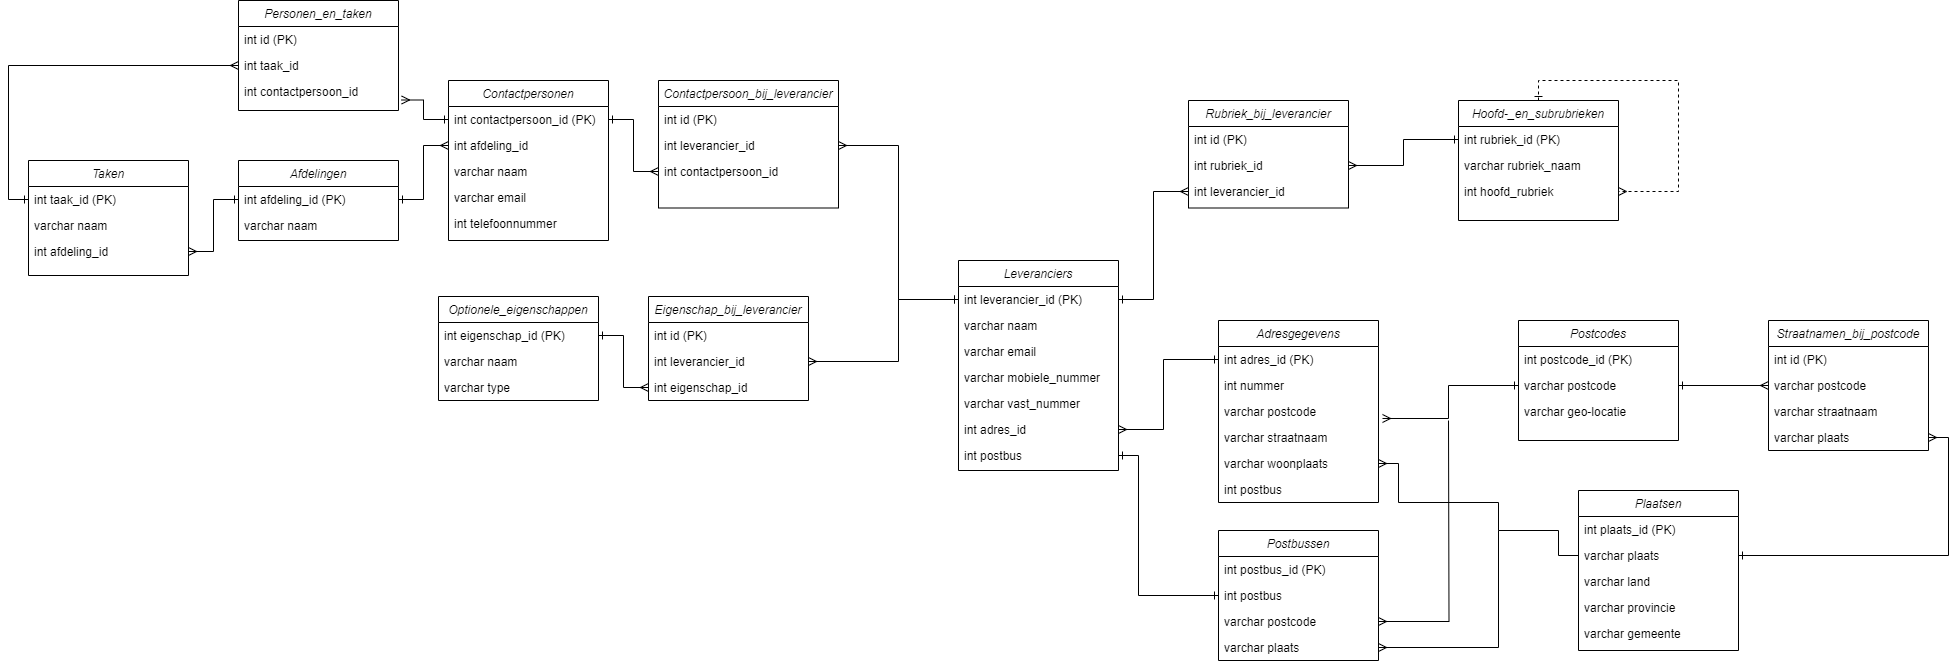 Personen_en_taken
int id (PK)
int taak_id
int contactpersoon_id
Contactpersonen
int contactpersoon_id (PK)
int afdeling_id
varchar naam
varchar email
int telefoonnummer
Contactpersoon_bij_leverancier
int id (PK)
int leverancier_id
int contactpersoon_id
Taken
int taak_id (PK)
varchar naam
int afdeling_id
Afdelingen
int afdeling_id (PK)
varchar naam
Optionele_eigenschappen
int eigenschap_id (PK)
varchar naam
varchar type
Eigenschap_bij_leverancier
int id (PK)
int leverancier_id
int eigenschap_id
Leveranciers
int leverancier_id (PK)
varchar naam
varchar email
varchar mobiele_nummer
varchar vast_nummer
int adres_id
int postbus
Rubriek_bij_leverancier
int id (PK)
int rubriek_id
int leverancier_id
Hoofd-_en_subrubrieken
int rubriek_id (PK)
varchar rubriek_naam
int hoofd_rubriek
Adresgegevens
int adres_id (PK)
int nummer
varchar postcode
varchar straatnaam
varchar woonplaats
int postbus
Postcodes
int postcode_id (PK)
varchar postcode
varchar geo-locatie
Straatnamen_bij_postcode
int id (PK)
varchar postcode
varchar straatnaam
varchar plaats
Postbussen
int postbus_id (PK)
int postbus
varchar postcode
varchar plaats
Plaatsen
int plaats_id (PK)
varchar plaats
varchar land
varchar provincie
varchar gemeente